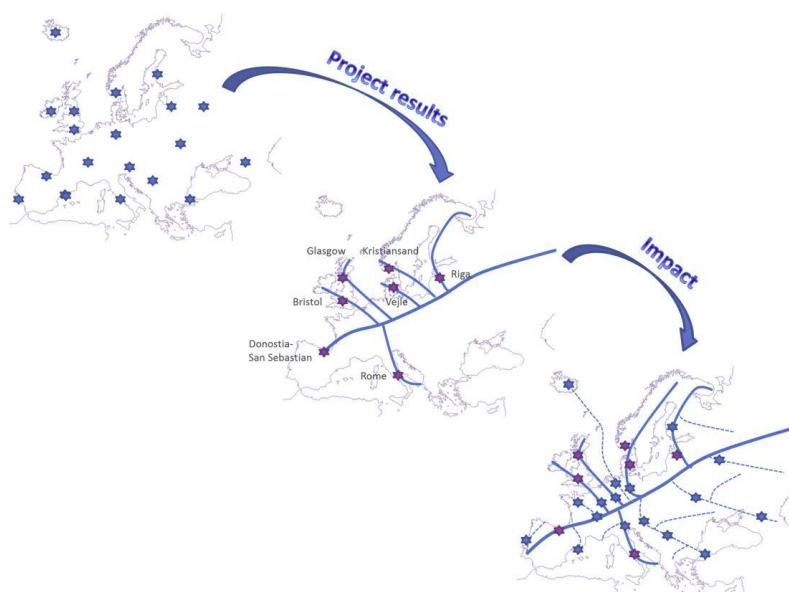 Project results
Glasgow
Kristiansand
Riga
Impact
Bristol
Vejle
Donostia-
San Sebastian
Rome